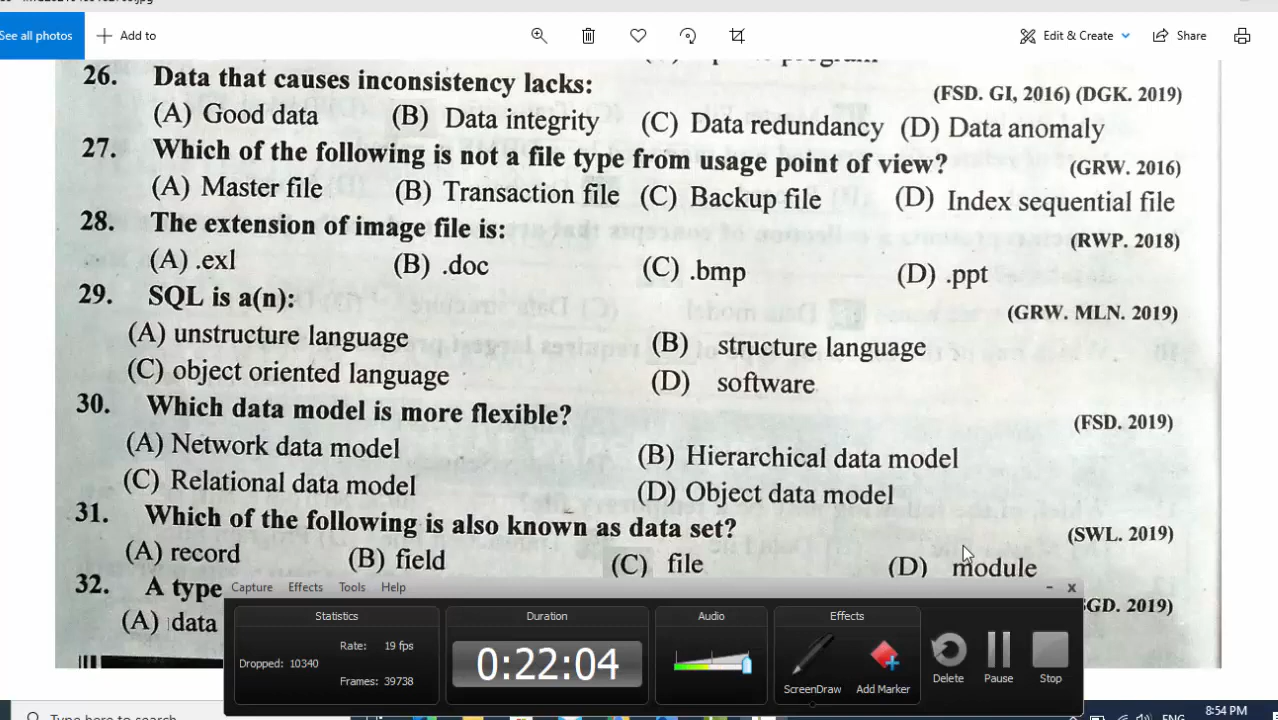 See all photos + Add to Edit & Create Share
26. Data that causes inconsistency lacks: (FSD. GI, 2016) (DGK. 2019)
(A) Good data (B) Data integrity (C) Data redundancy (D) Data anomaly
27. Which of the following is not a file type from usage point of view? (GRW. 2016)
(A) Master file (B) Transaction file (C) Backup file (D) Index sequential file
28. The extension of image file is: (RWP. 2018)
(A) .exl (B) .doc (C) .bmp (D) .ppt
29. SQL is a(n): (GRW. MLN. 2019)
(A) unstructure language (B) structure language
(C) object oriented language (D) software
30. Which data model is more flexible? (FSD. 2019)
(A) Network data model (B) Hierarchical data model
(C) Relational data model (D) Object data model
31. Which of the following is also known as data set? (SWL. 2019)
(A) record (B) field (C) file (D) module
32. A type GD. 2019)
(A) data
Capture Effects Tools Help
Statistics Duration Audio Effects
Rate: 19 fps
Dropped: 10340
Frames: 39738
0:22:04
ScreenDraw Add Marker Delete Pause Stop
Type here to search ENG 8:54 PM